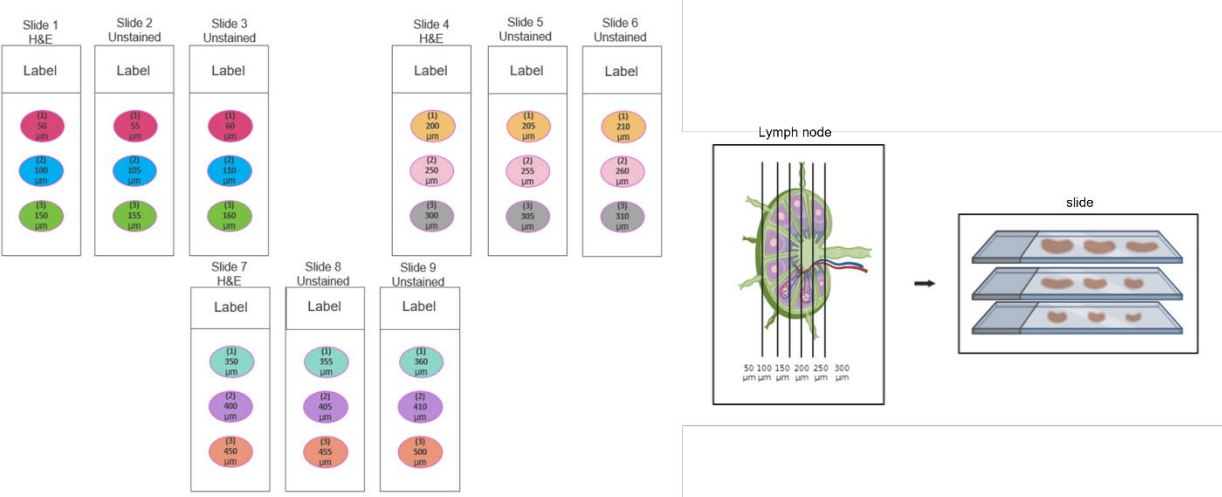 Slide 1
H&E
Slide 2
Unstained
Slide 3
Unstained
Label
Label
Label
(1)
50
µm
(1)
55
µm
(1)
60
µm
(2)
100
µm
(2)
105
µm
(2)
110
µm
(3)
150
µm
(3)
155
µm
(3)
160
µm
Slide 4
H&E
Slide 5
Unstained
Slide 6
Unstained
Label
Label
Label
(1)
200
µm
(1)
205
µm
(1)
210
µm
(2)
250
µm
(2)
255
µm
(2)
260
µm
(3)
300
µm
(3)
305
µm
(3)
310
µm
Slide 7
H&E
Slide 8
Unstained
Slide 9
Unstained
Label
Label
Label
(1)
350
µm
(1)
355
µm
(1)
360
µm
(2)
400
µm
(2)
405
µm
(2)
410
µm
(3)
450
µm
(3)
455
µm
(3)
500
µm
Lymph node
50 100 150 200 250 300
µm µm µm µm µm µm
slide